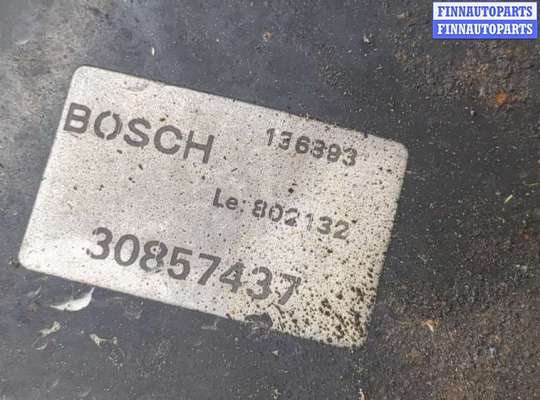 FINNAUTOPARTS
FINNAUTOPARTS
BOSCH 136393
Le: 802132
30857437